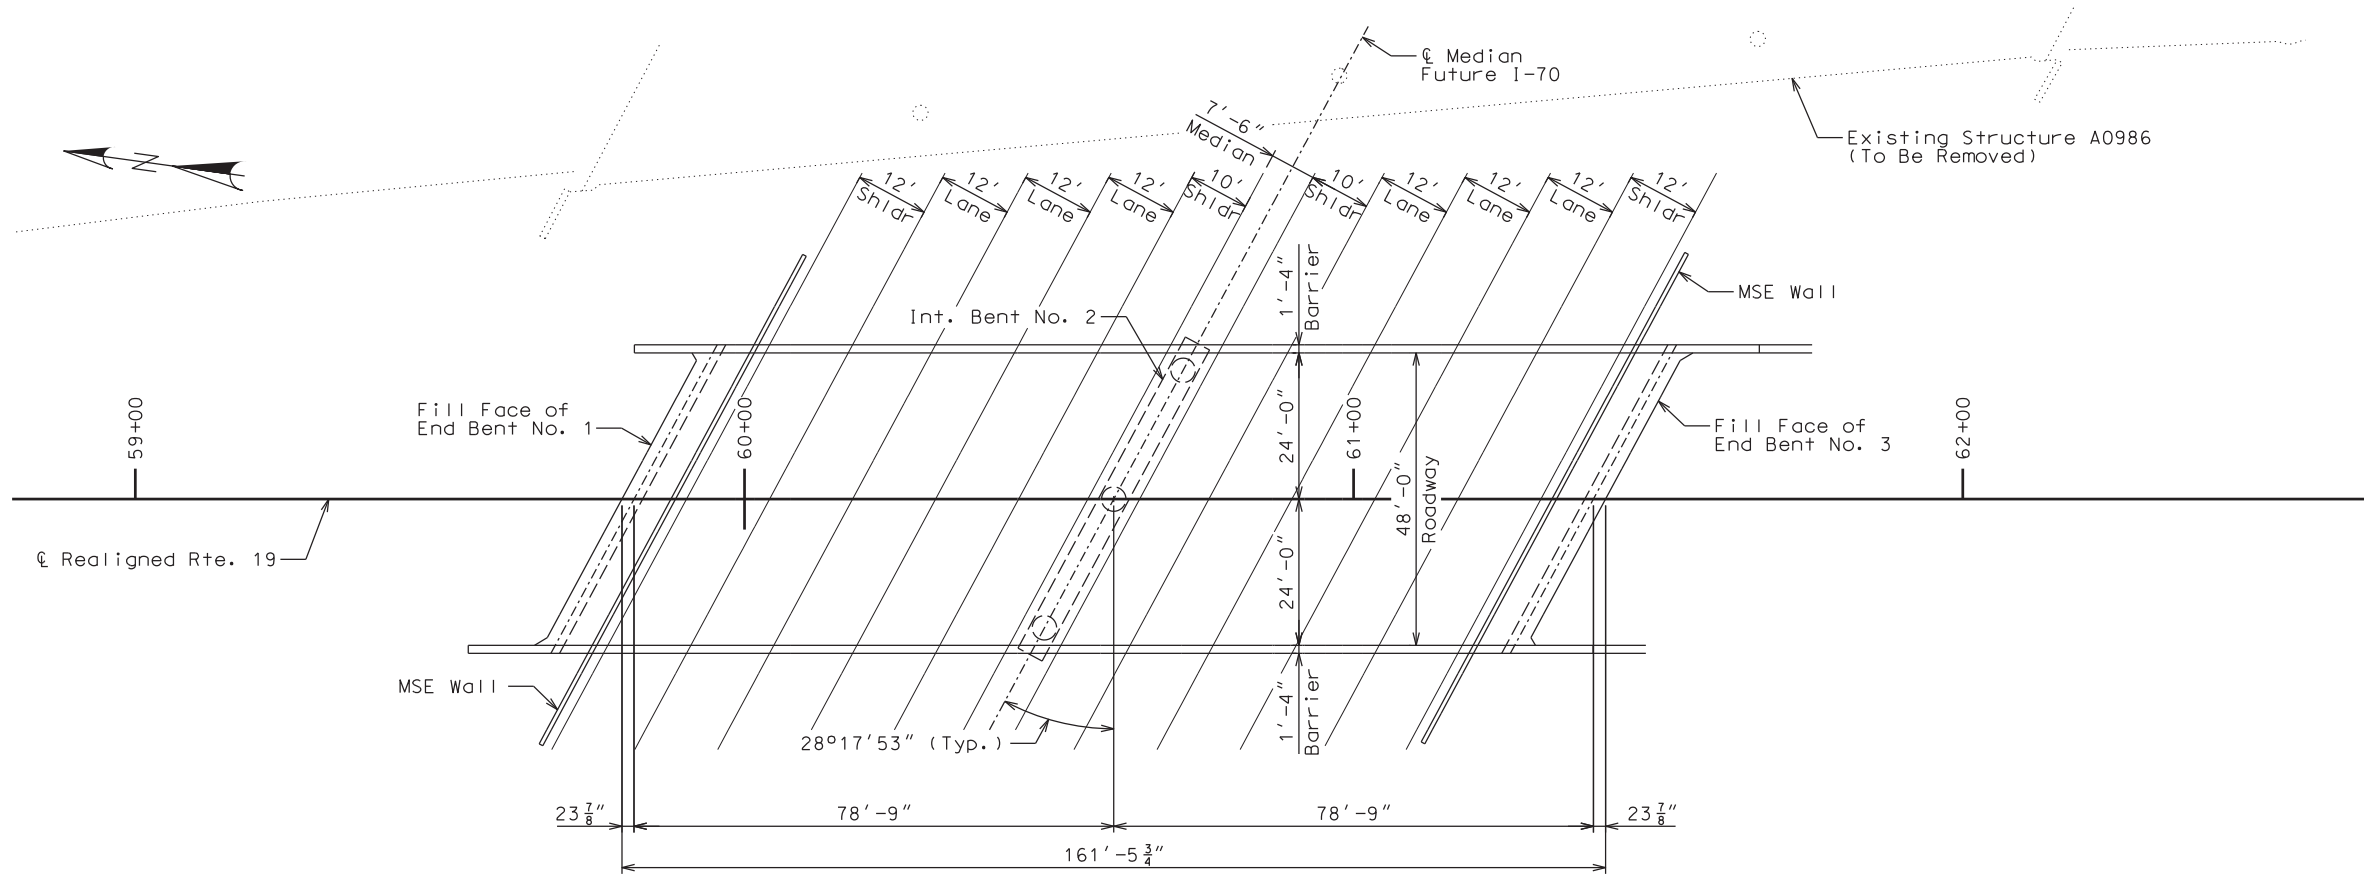 ℄ Median
Future I-70
7'-6"
Median
Existing Structure A0986
(To Be Removed)
N
12'
Shldr
12'
Lane
12'
Lane
12'
Lane
10'
Shldr
10'
Shldr
12'
Lane
12'
Lane
12'
Lane
12'
Shldr
1'-4"
Barrier
MSE Wall
Int. Bent No. 2
Fill Face of
End Bent No. 1
59+00
60+00
24'-0"
61+00
Fill Face of
End Bent No. 3
62+00
48'-0"
Roadway
℄ Realigned Rte. 19
24'-0"
MSE Wall
1'-4"
Barrier
28°17'53" (Typ.)
23 7/8"
78'-9"
78'-9"
23 7/8"
161'-5 3/4"